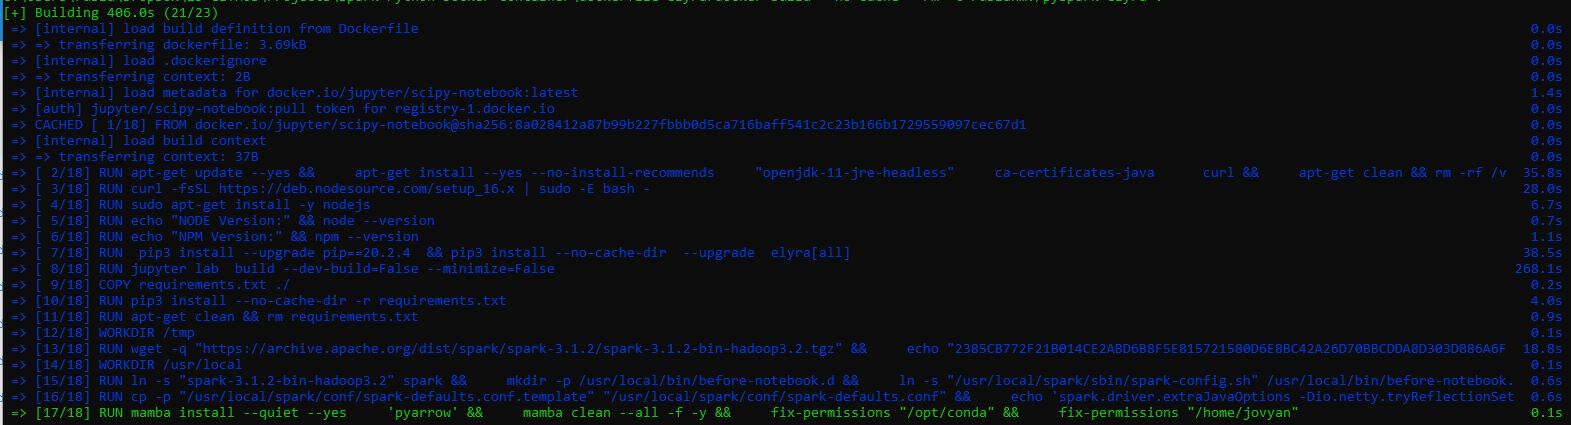 [+] Building 406.0s (21/23)
=> [internal] load build definition from Dockerfile 0.0s
=> => transferring dockerfile: 3.69kB 0.0s
=> [internal] load .dockerignore 0.0s
=> => transferring context: 2B 0.0s
=> [internal] load metadata for docker.io/jupyter/scipy-notebook:latest 1.4s
=> [auth] jupyter/scipy-notebook:pull token for registry-1.docker.io 0.0s
=> CACHED [ 1/18] FROM docker.io/jupyter/scipy-notebook@sha256:8a028412a87b99b227fbbb0d5ca716baff541c2c23b166b1729559097cec67d1 0.0s
=> [internal] load build context 0.0s
=> => transferring context: 37B 0.0s
=> [ 2/18] RUN apt-get update --yes && apt-get install --yes --no-install-recommends "openjdk-11-jre-headless" ca-certificates-java curl && apt-get clean && rm -rf /v 35.8s
=> [ 3/18] RUN curl -fsSL https://deb.nodesource.com/setup_16.x | sudo -E bash - 28.0s
=> [ 4/18] RUN sudo apt-get install -y nodejs 6.7s
=> [ 5/18] RUN echo "NODE Version:" && node --version 0.7s
=> [ 6/18] RUN echo "NPM Version:" && npm --version 1.1s
=> [ 7/18] RUN pip3 install --upgrade pip==20.2.4 && pip3 install --no-cache-dir --upgrade elyra[all] 38.5s
=> [ 8/18] RUN jupyter lab build --dev-build=False --minimize=False 268.1s
=> [ 9/18] COPY requirements.txt ./ 0.2s
=> [10/18] RUN pip3 install --no-cache-dir -r requirements.txt 4.0s
=> [11/18] RUN apt-get clean && rm requirements.txt 0.9s
=> [12/18] WORKDIR /tmp 0.1s
=> [13/18] RUN wget -q "https://archive.apache.org/dist/spark/spark-3.1.2/spark-3.1.2-bin-hadoop3.2.tgz" && echo "2385CB772F21B014CE2ABD6B8F5E815721580D6E8BC42A26D70BBCDDA8D303D886A6F 18.8s
=> [14/18] WORKDIR /usr/local 0.0s
=> [15/18] RUN ln -s "spark-3.1.2-bin-hadoop3.2" spark && mkdir -p /usr/local/bin/before-notebook.d && ln -s "/usr/local/spark/sbin/spark-config.sh" /usr/local/bin/before-notebook. 0.6s
=> [16/18] RUN cp -p "/usr/local/spark/conf/spark-defaults.conf.template" "/usr/local/spark/conf/spark-defaults.conf" && echo 'spark.driver.extraJavaOptions -Dio.netty.tryReflectionSet 0.6s
=> [17/18] RUN mamba install --quiet --yes 'pyarrow' && mamba clean --all -f -y && fix-permissions "/opt/conda" && fix-permissions "/home/jovyan" 0.1s